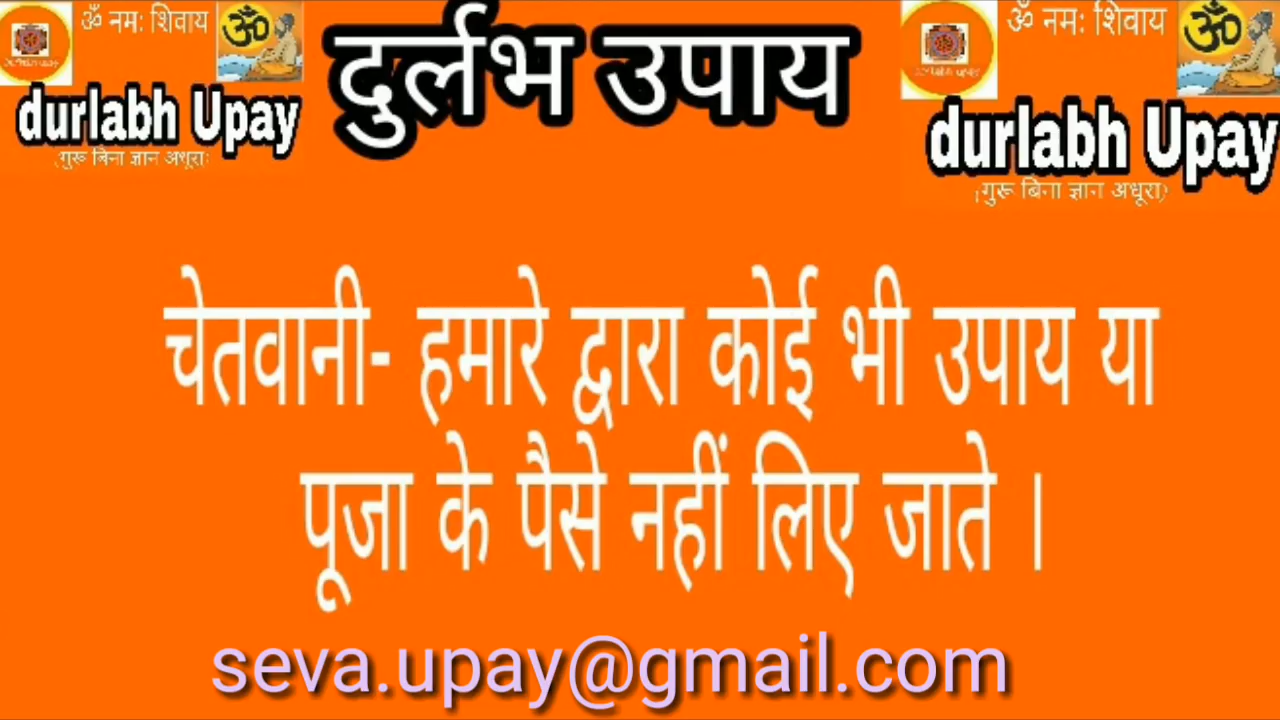 ॐ नमः शिवाय
durlabh Upay
(गुरू बिना ज्ञान अधूरा
दुर्लभ उपाय
ॐ नमः शिवाय
durlabh Upay
(गुरू बिना ज्ञान अधूरा)
चेतवानी- हमारे द्वारा कोई भी उपाय या
पूजा के पैसे नहीं लिए जाते ।
seva.upay@gmail.com